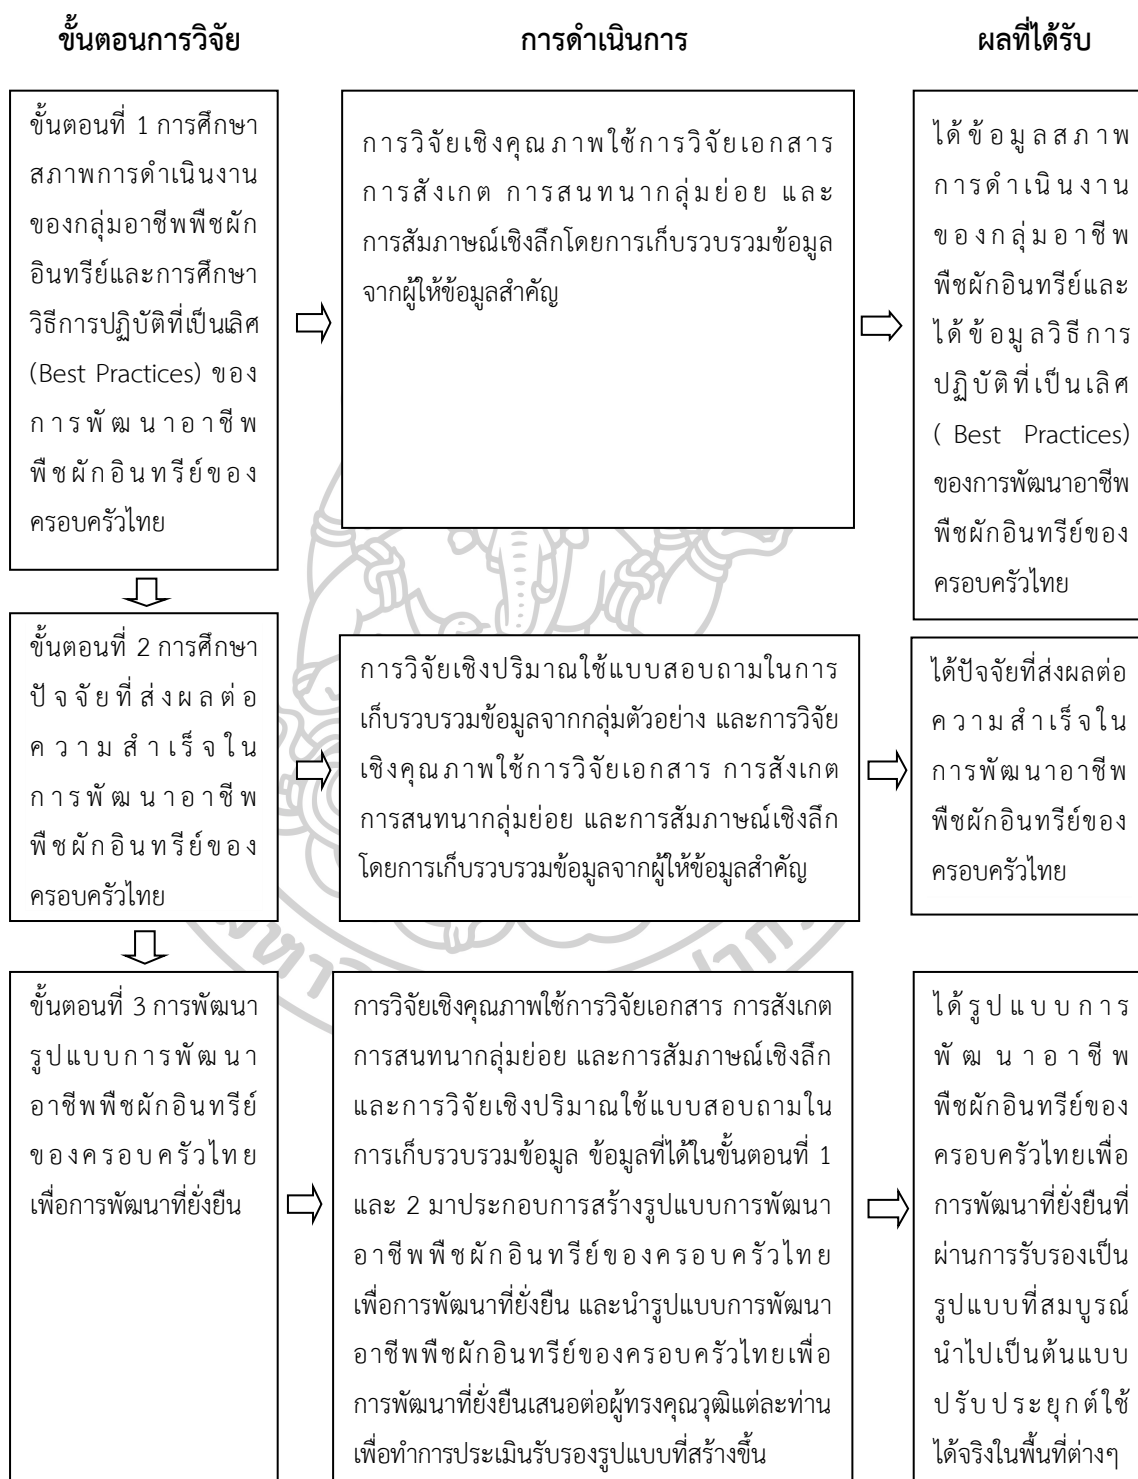 ขั้นตอนการวิจัย
การดำเนินการ
ผลที่ได้รับ
ขั้นตอนที่ 1 การศึกษา
สภาพการดำเนินงาน
ของกลุ่มอาชีพพืชผัก
อินทรีย์และการศึกษา
วิธีการปฏิบัติที่เป็นเลิศ
(Best Practices) ของ
การพัฒนาอาชีพ
พืชผักอินทรีย์ของ
ครอบครัวไทย
การวิจัยเชิงคุณภาพใช้การวิจัยเอกสาร
การสังเกต การสนทนากลุ่มย่อย และ
การสัมภาษณ์เชิงลึกโดยการเก็บรวบรวมข้อมูล
จากผู้ให้ข้อมูลสำคัญ
ได้ข้อมูลสภาพ
การดำเนินงาน
ของกลุ่มอาชีพ
พืชผักอินทรีย์และ
ได้ข้อมูลวิธีการ
ปฏิบัติที่เป็นเลิศ
( Best Practices)
ของการพัฒนาอาชีพ
พืชผักอินทรีย์ของ
ครอบครัวไทย
ขั้นตอนที่ 2 การศึกษา
ปัจจัยที่ส่งผลต่อ
ความสำเร็จใน
การพัฒนาอาชีพ
พืชผักอินทรีย์ของ
ครอบครัวไทย
การวิจัยเชิงปริมาณใช้แบบสอบถามในการ
เก็บรวบรวมข้อมูลจากกลุ่มตัวอย่าง และการวิจัย
เชิงคุณภาพใช้การวิจัยเอกสาร การสังเกต
การสนทนากลุ่มย่อย และการสัมภาษณ์เชิงลึก
โดยการเก็บรวบรวมข้อมูลจากผู้ให้ข้อมูลสำคัญ
ได้ปัจจัยที่ส่งผลต่อ
ความสำเร็จใน
การพัฒนาอาชีพ
พืชผักอินทรีย์ของ
ครอบครัวไทย
ขั้นตอนที่ 3 การพัฒนา
รูปแบบการพัฒนา
อาชีพพืชผักอินทรีย์
ของครอบครัวไทย
เพื่อการพัฒนาที่ยั่งยืน
การวิจัยเชิงคุณภาพใช้การวิจัยเอกสาร การสังเกต
การสนทนากลุ่มย่อย และการสัมภาษณ์เชิงลึก
และการวิจัยเชิงปริมาณใช้แบบสอบถามใน
การเก็บรวบรวมข้อมูล ข้อมูลที่ได้ในขั้นตอนที่ 1
และ 2 มาประกอบการสร้างรูปแบบการพัฒนา
อาชีพพืชผักอินทรีย์ของครอบครัวไทย
เพื่อการพัฒนาที่ยั่งยืน และนำรูปแบบการพัฒนา
อาชีพพืชผักอินทรีย์ของครอบครัวไทยเพื่อ
การพัฒนาที่ยั่งยืนเสนอต่อผู้ทรงคุณวุฒิแต่ละท่าน
เพื่อทำการประเมินรับรองรูปแบบที่สร้างขึ้น
ได้รูปแบบการ
พัฒนาอาชีพ
พืชผักอินทรีย์ของ
ครอบครัวไทยเพื่อ
การพัฒนาที่ยั่งยืนที่
ผ่านการรับรองเป็น
รูปแบบที่สมบูรณ์
นำไปเป็นต้นแบบ
ปรับประยุกต์ใช้
ได้จริงในพื้นที่ต่างๆ